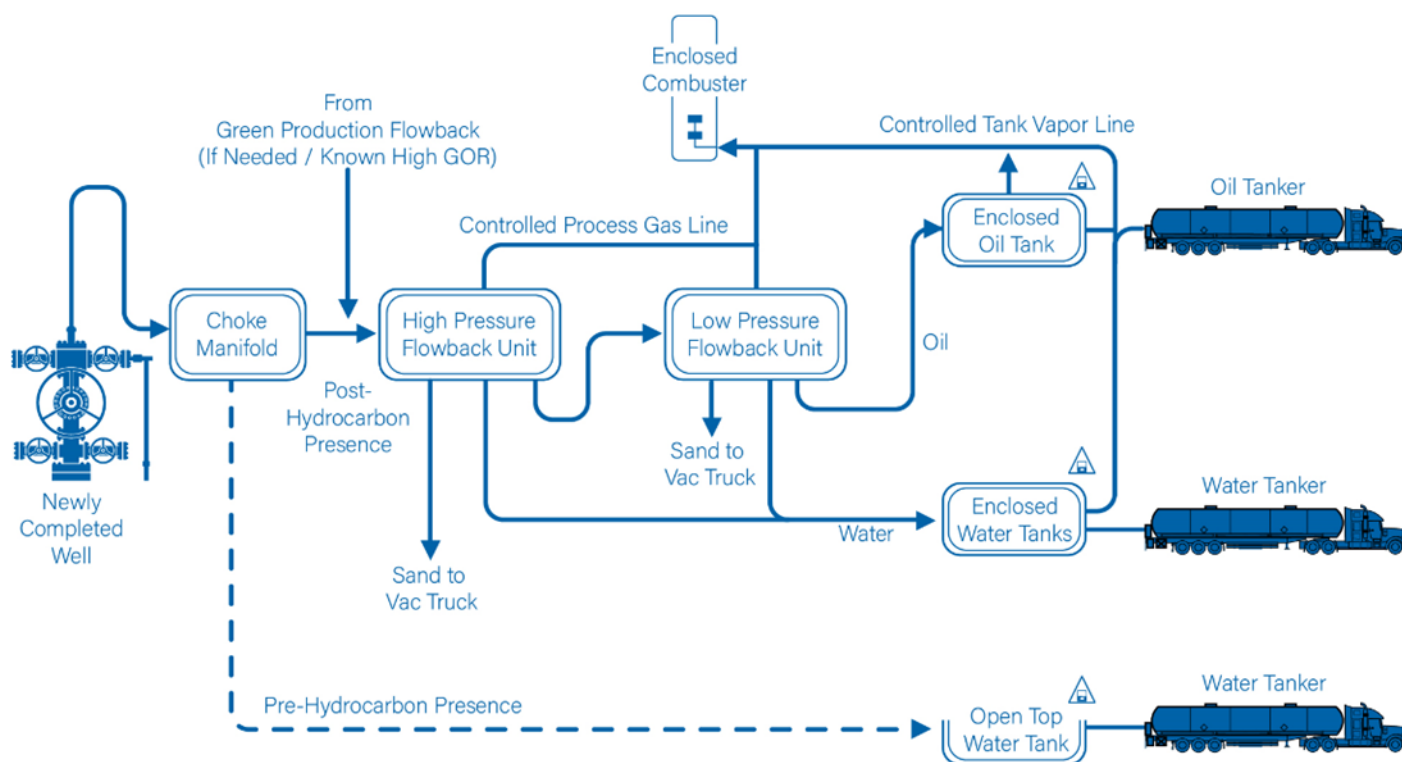 Enclosed
Combuster
From
Green Production Flowback
(If Needed / Known High GOR)
Controlled Tank Vapor Line
Oil Tanker
Controlled Process Gas Line
Enclosed
Oil Tank
Choke
Manifold
High Pressure
Flowback Unit
Low Pressure
Flowback Unit
Oil
Post-
Hydrocarbon
Presence
Sand to
Vac Truck
Newly
Completed
Well
Enclosed
Water Tanks
Water Tanker
Water
Sand to
Vac Truck
Pre-Hydrocarbon Presence
Open Top
Water Tank
Water Tanker